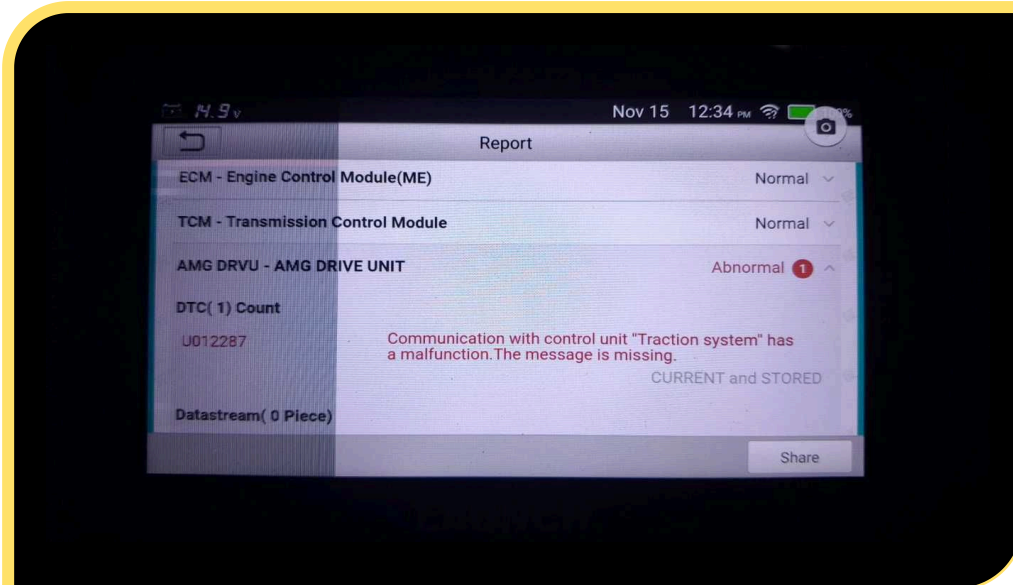 14.9 v
Nov 15 12:34 PM
Report
ECM - Engine Control Module(ME) Normal
TCM - Transmission Control Module Normal
AMG DRVU - AMG DRIVE UNIT Abnormal 1
DTC( 1) Count
U012287 Communication with control unit "Traction system" has
a malfunction.The message is missing.
CURRENT and STORED
Datastream( 0 Piece)
Share